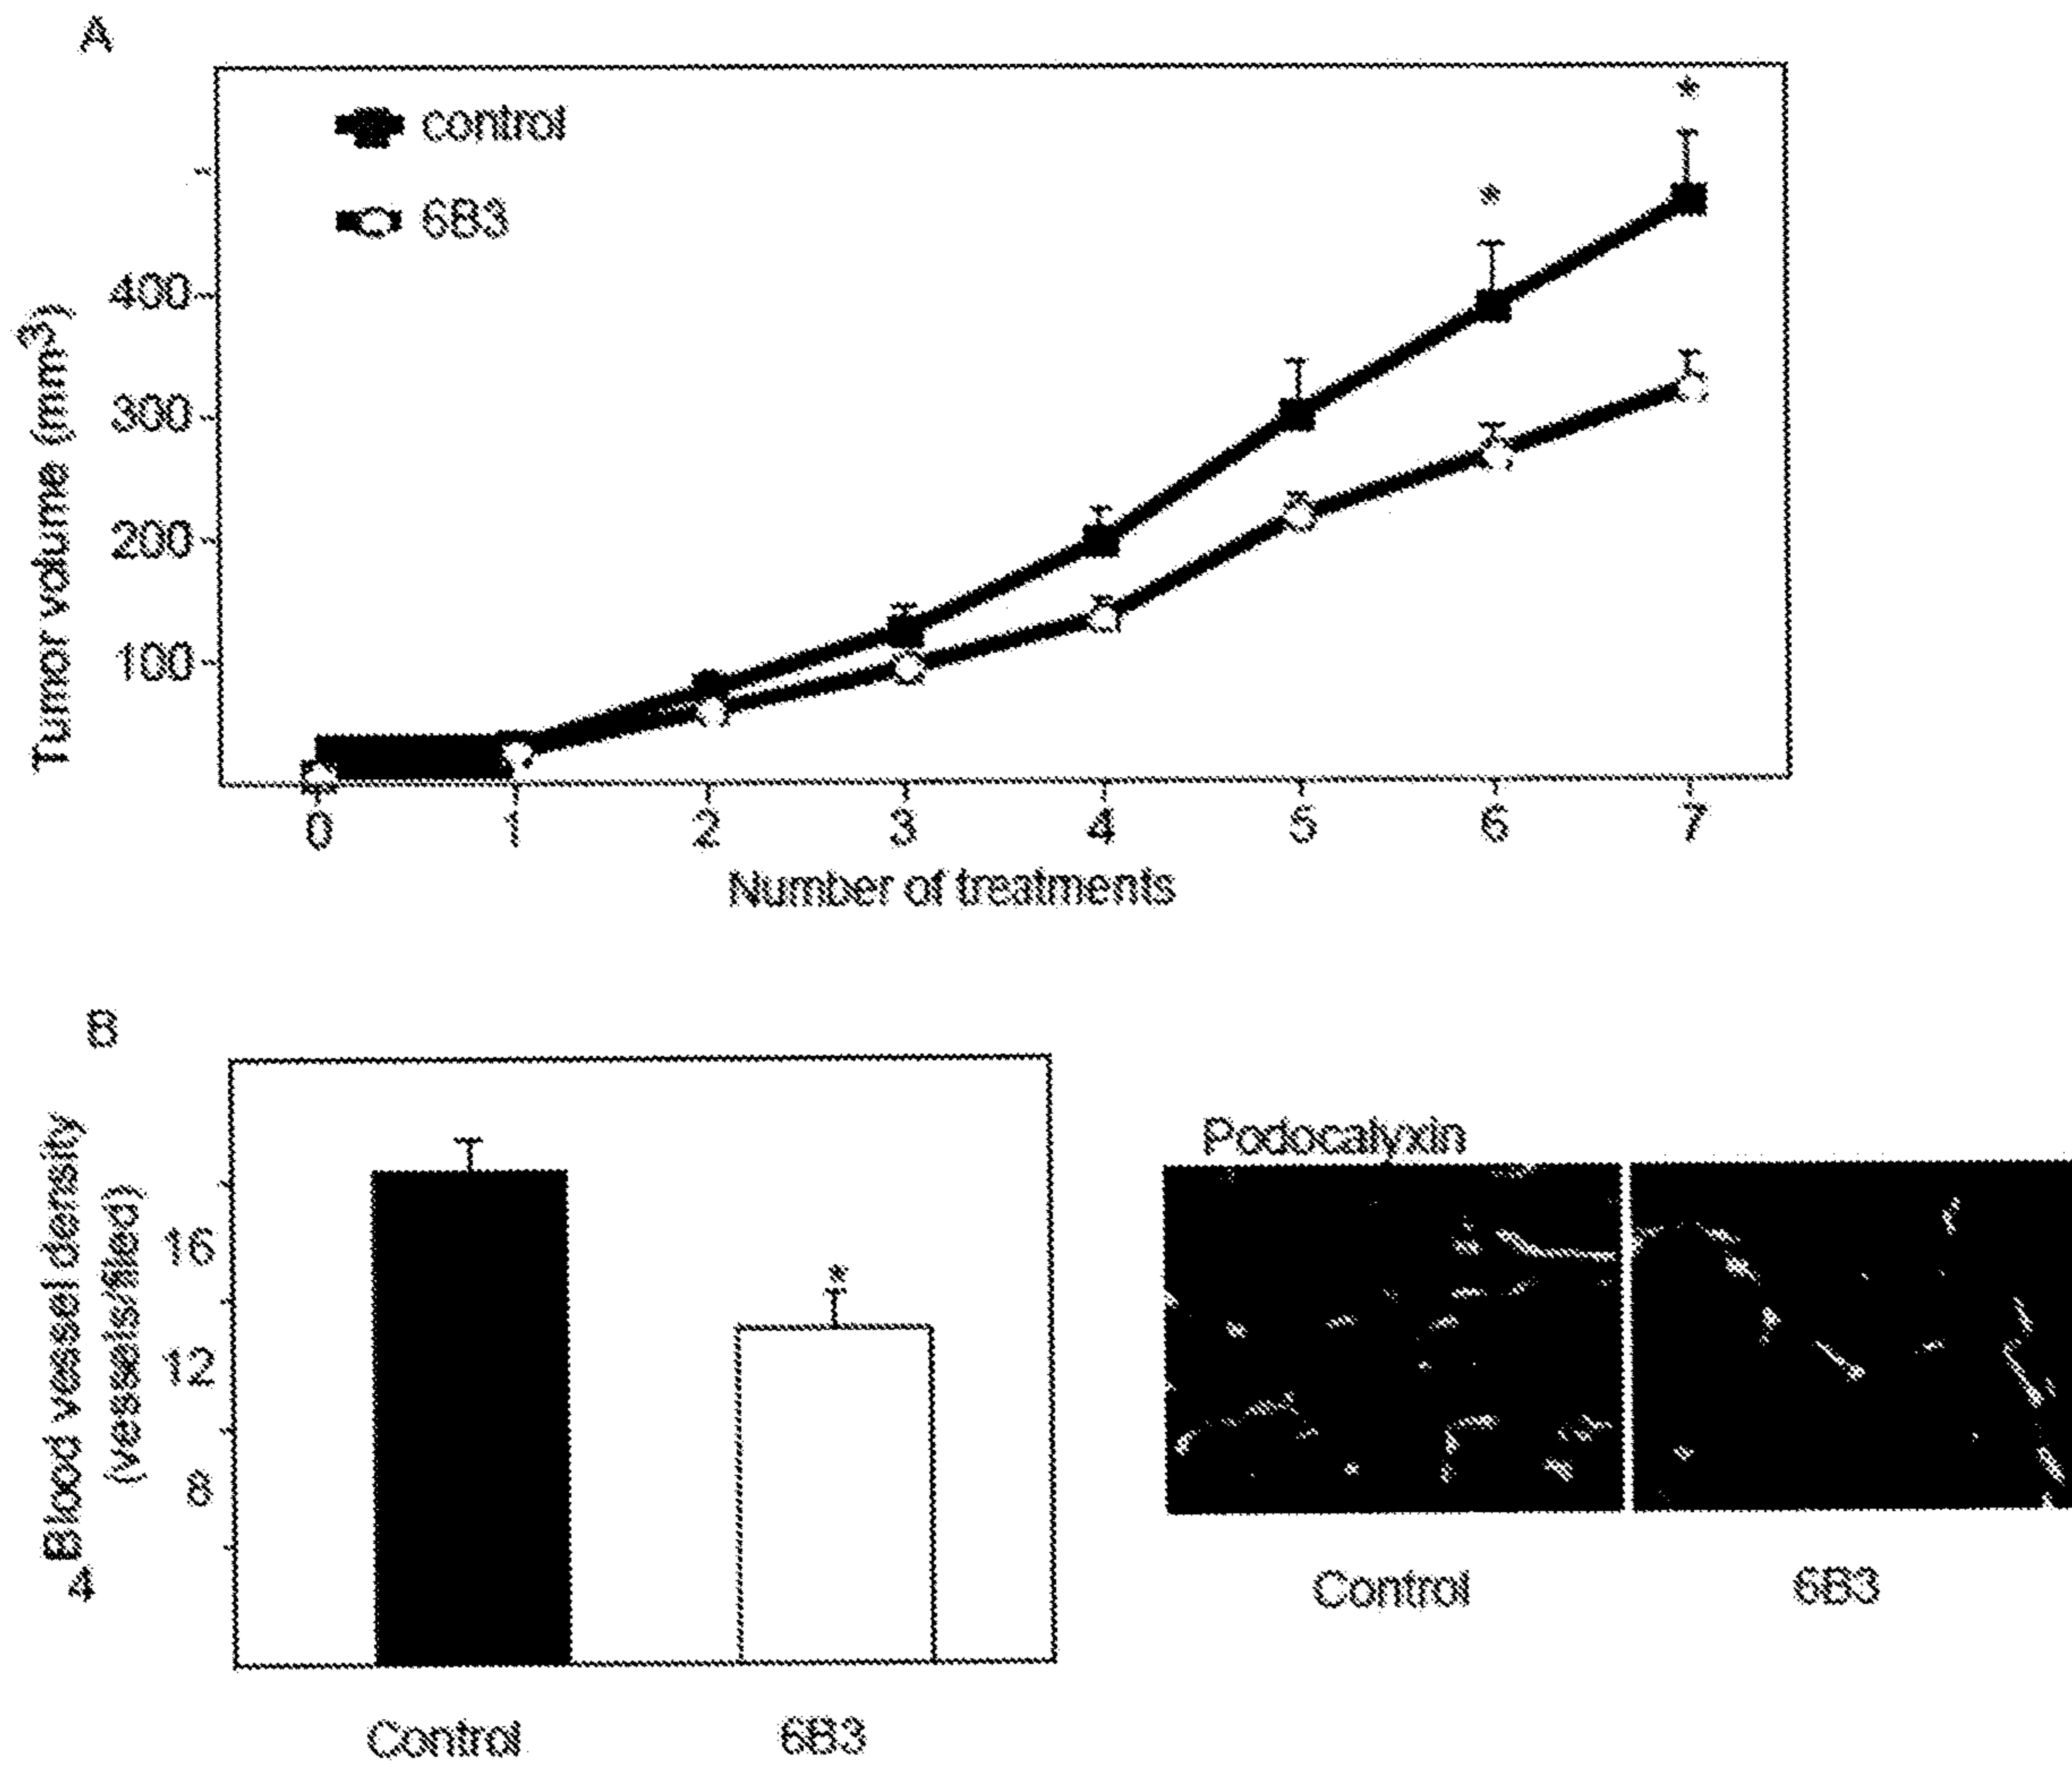 A
* 
control
*
6B3
400
300
200
100
Tumor volume (mm³)
0 1 2 3 4 5 6 7
Number of treatments
B
Blood vessel density
(vessels/filed)
16
12
8
4
*
Control 6B3
Podocalyxin
Control 6B3